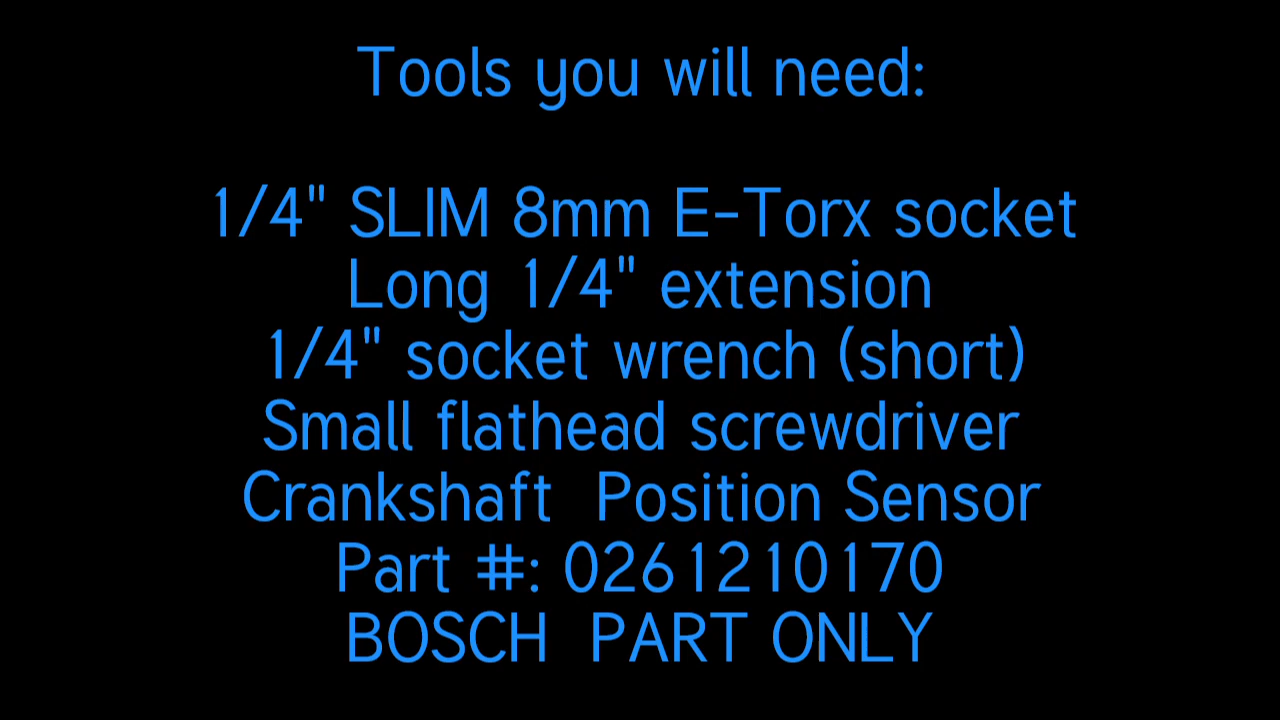 Tools you will need:
1/4" SLIM 8mm E-Torx socket
Long 1/4" extension
1/4" socket wrench (short)
Small flathead screwdriver
Crankshaft Position Sensor
Part #: 0261210170
BOSCH PART ONLY